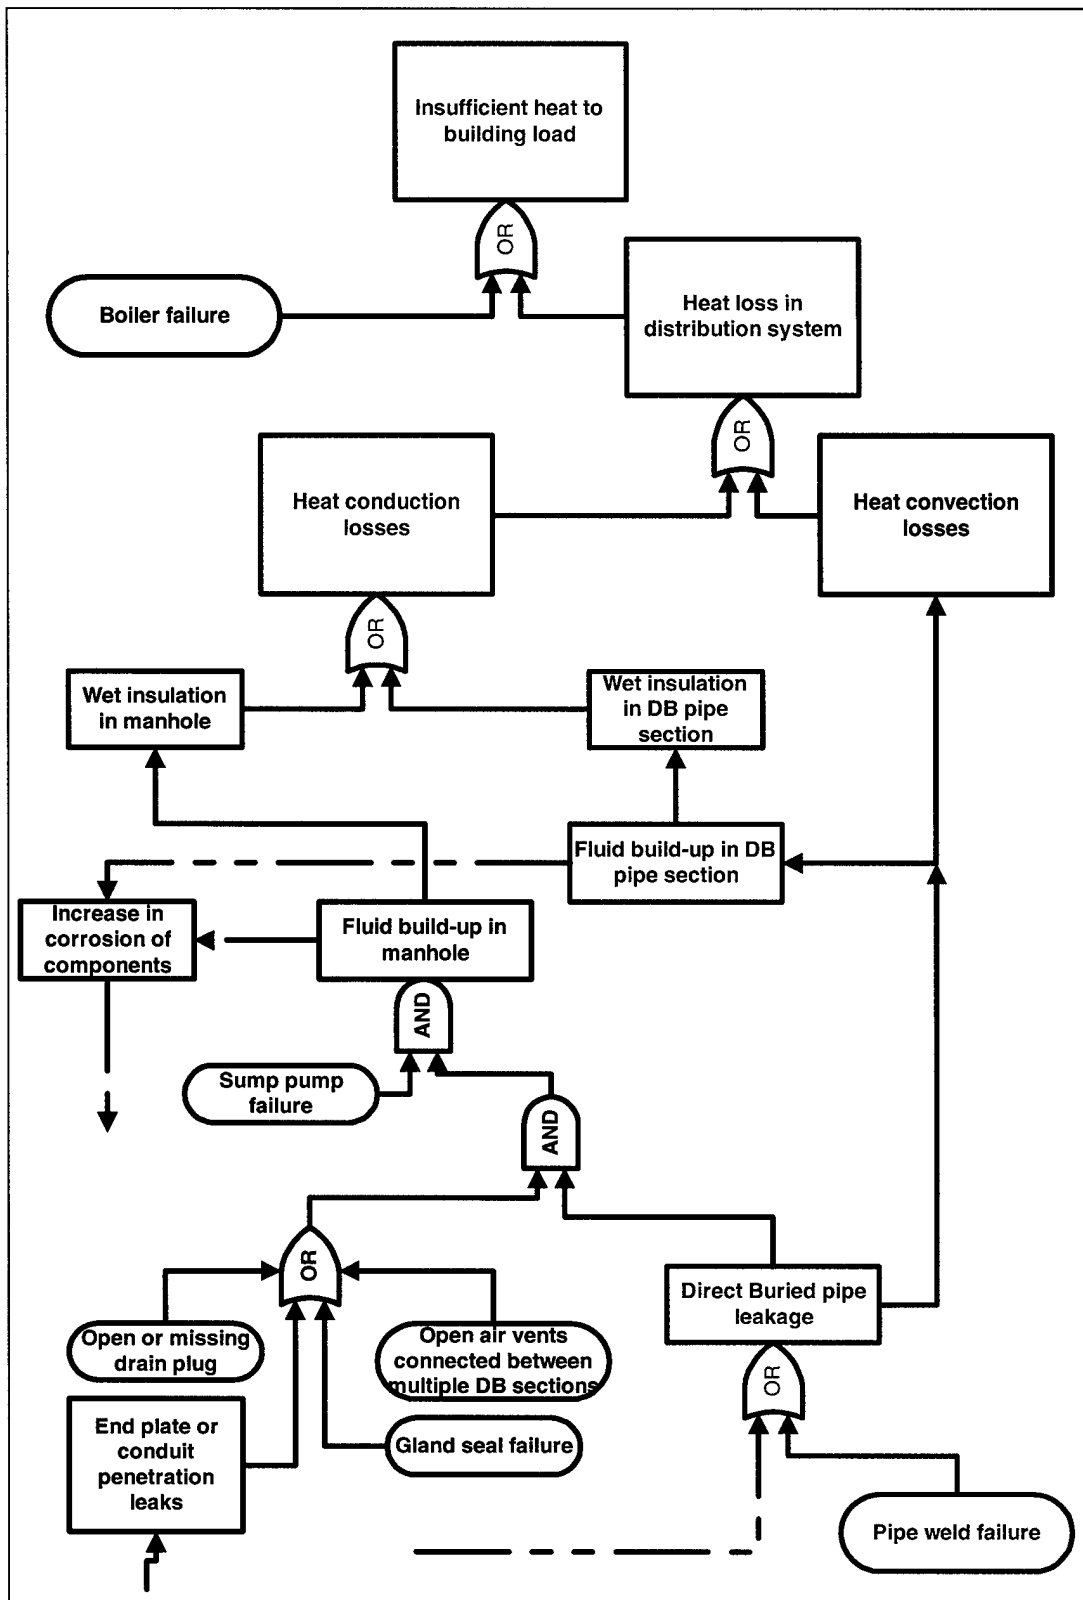 Insufficient heat to
building load
OR
Boiler failure
Heat loss in
distribution system
OR
Heat conduction
losses
Heat convection
losses
OR
Wet insulation
in manhole
Wet insulation
in DB pipe
section
Fluid build-up in DB
pipe section
Increase in
corrosion of
components
Fluid build-up in
manhole
AND
Sump pump
failure
AND
OR
Direct Buried pipe
leakage
Open or missing
drain plug
Open air vents
connected between
multiple DB sections
OR
End plate or
conduit
penetration
leaks
Gland seal failure
Pipe weld failure